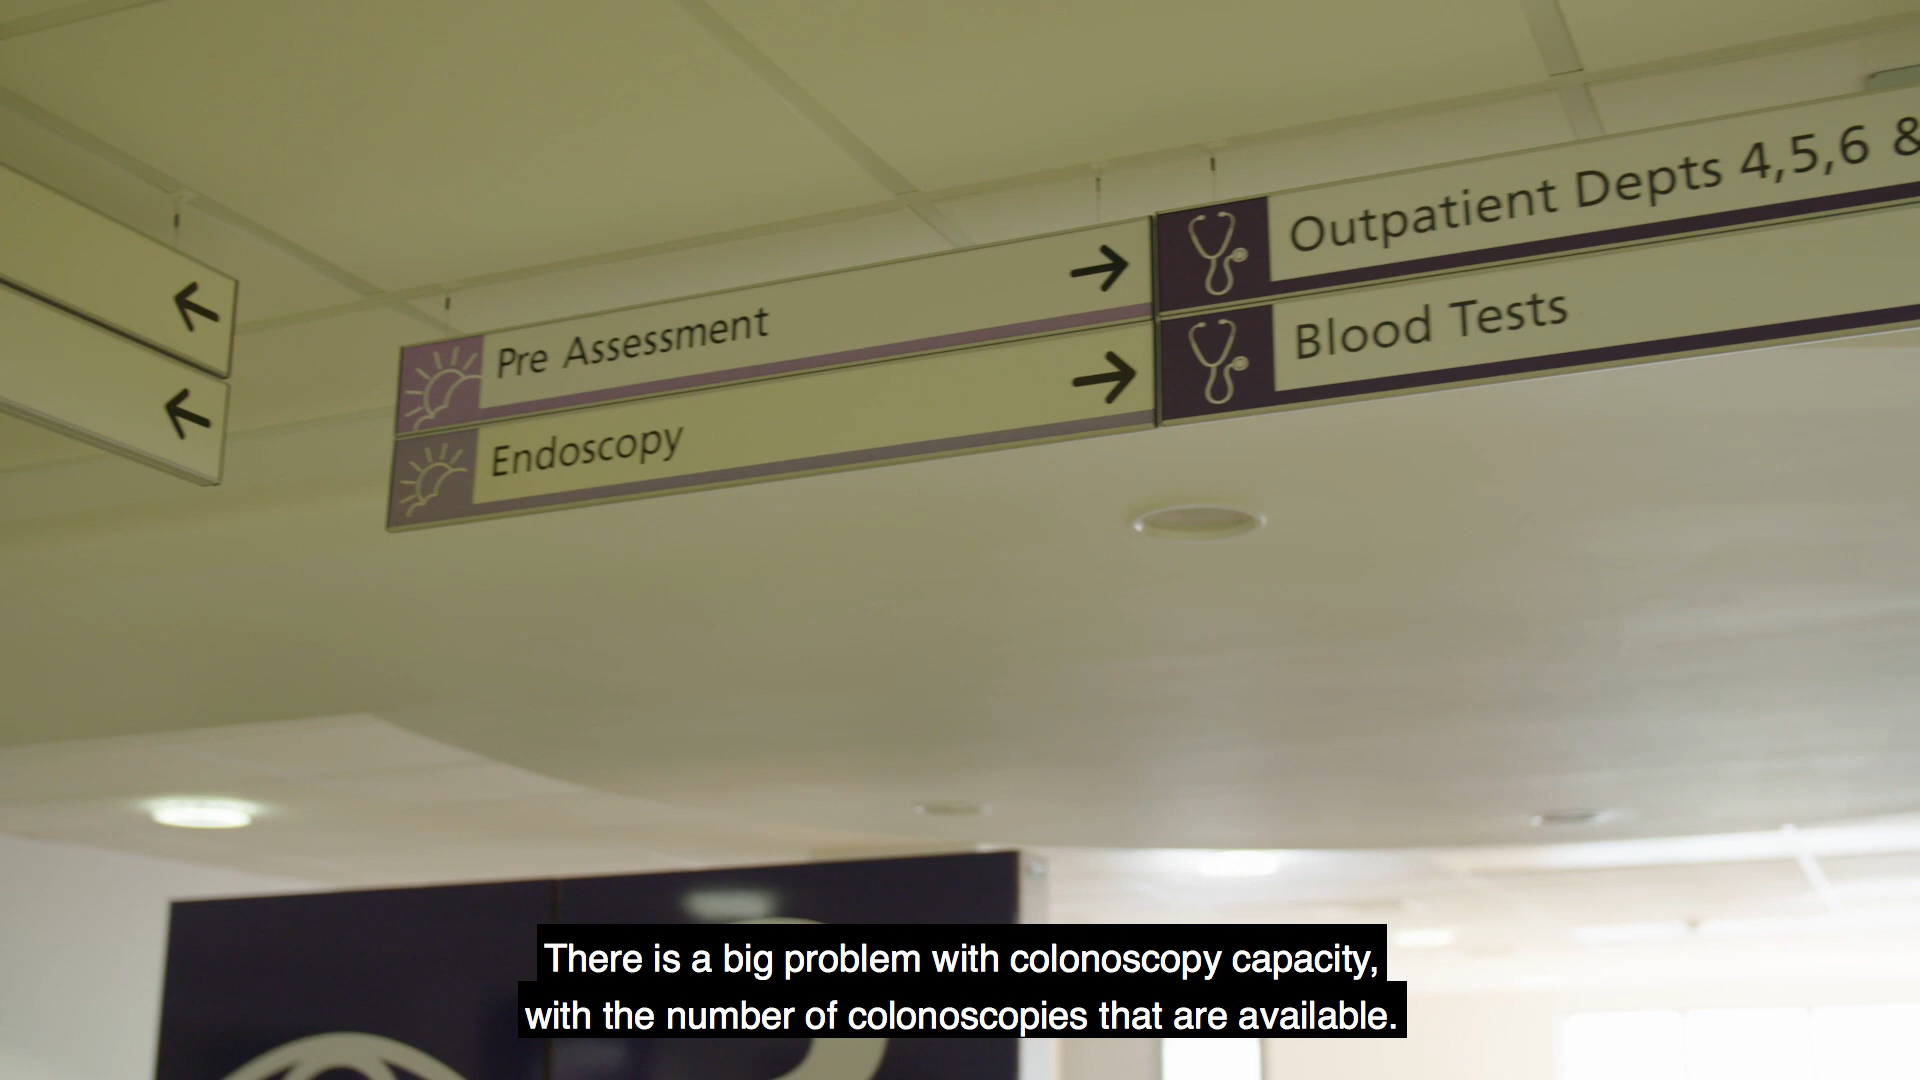 Pre Assessment
Endoscopy
Outpatient Depts 4,5,6 &
Blood Tests
There is a big problem with colonoscopy capacity,
with the number of colonoscopies that are available.